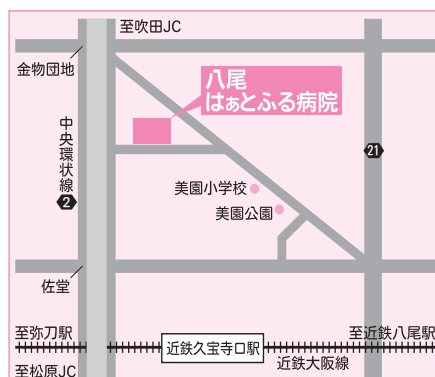 至吹田JC
金物団地
八尾
はぁとふる病院
中央環状線
2
21
美園小学校
美園公園
佐堂
至弥刀駅
近鉄久宝寺口駅
至近鉄八尾駅
近鉄大阪線
至松原JC